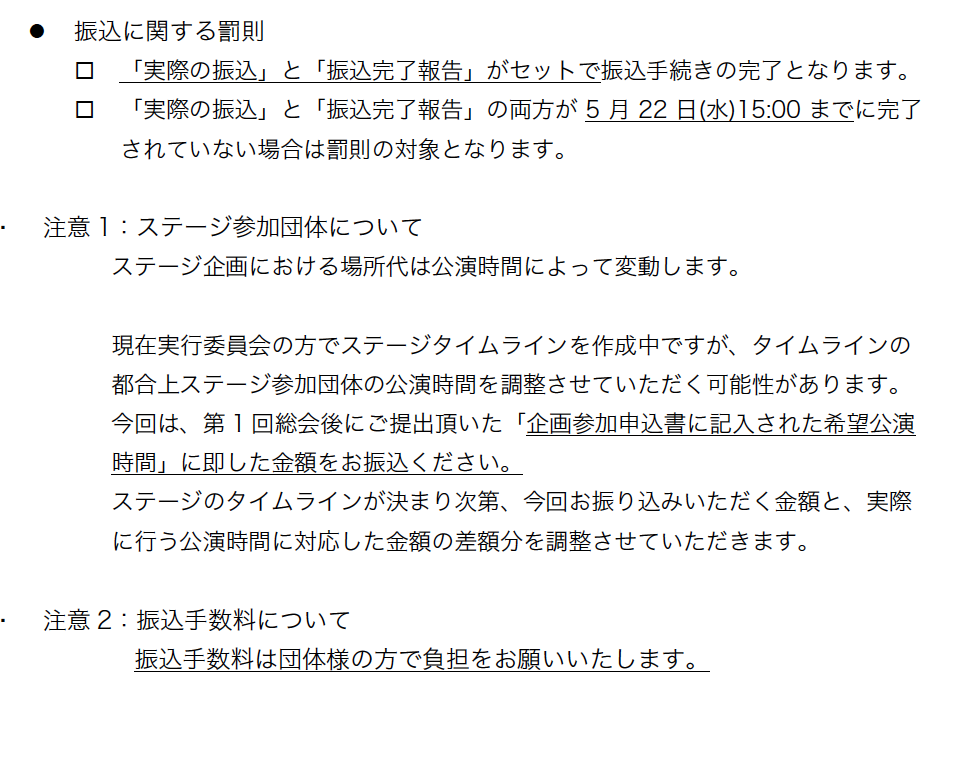 ● 振込に関する罰則
□ 「実際の振込」と「振込完了報告」がセットで振込手続きの完了となります。
□ 「実際の振込」と「振込完了報告」の両方が 5 月 22 日(水)15:00 までに完了
されていない場合は罰則の対象となります。
・ 注意 1：ステージ参加団体について
ステージ企画における場所代は公演時間によって変動します。
現在実行委員会の方でステージタイムラインを作成中ですが、タイムラインの
都合上ステージ参加団体の公演時間を調整させていただく可能性があります。
今回は、第 1 回総会後にご提出頂いた「企画参加申込書に記入された希望公演
時間」に即した金額をお振込ください。
ステージのタイムラインが決まり次第、今回お振り込みいただく金額と、実際
に行う公演時間に対応した金額の差額分を調整させていただきます。
・ 注意 2：振込手数料について
振込手数料は団体様の方で負担をお願いいたします。